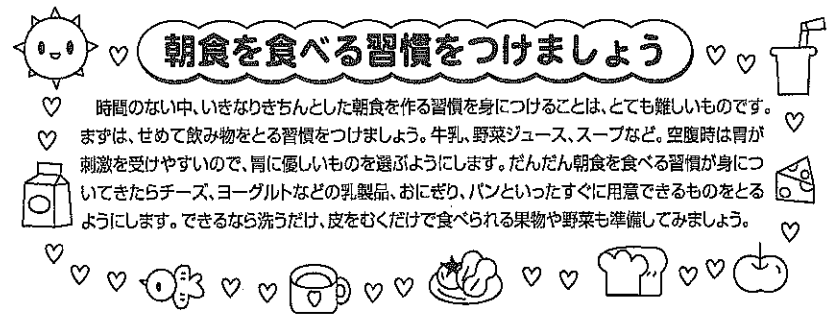 朝食を食べる習慣をつけましょう
時間のない中、いきなりきちんとした朝食を作る習慣を身につけることは、とても難しいものです。
まずは、せめて飲み物をとる習慣をつけましょう。牛乳、野菜ジュース、スープなど。空腹時は胃が
刺激を受けやすいので、胃に優しいものを選ぶようにします。だんだん朝食を食べる習慣が身につ
いてきたらチーズ、ヨーグルトなどの乳製品、おにぎり、パンといったすぐに用意できるものをとる
ようにします。できるなら洗うだけ、皮をむくだけで食べられる果物や野菜も準備してみましょう。